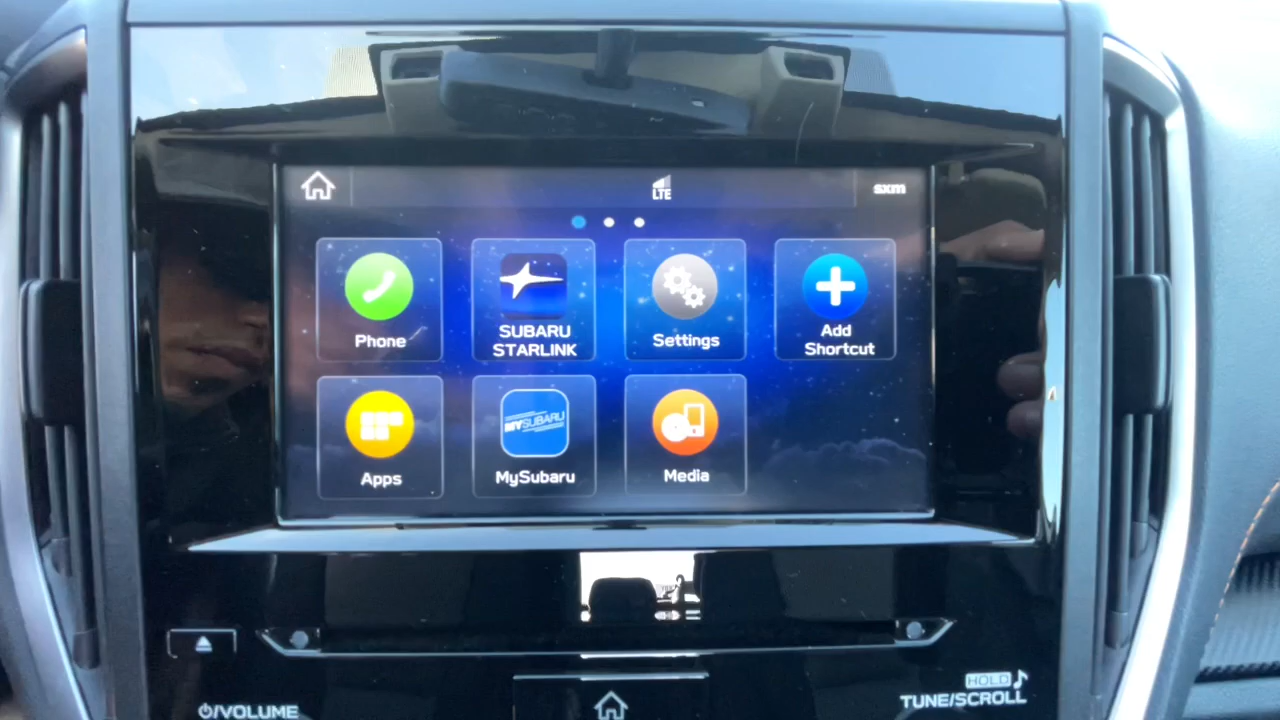 LTE
sxm
Phone
SUBARU
STARLINK
Settings
Add
Shortcut
MYSUBARU
Apps
MySubaru
Media
HOLD
TUNE/SCROLL
/VOLUME